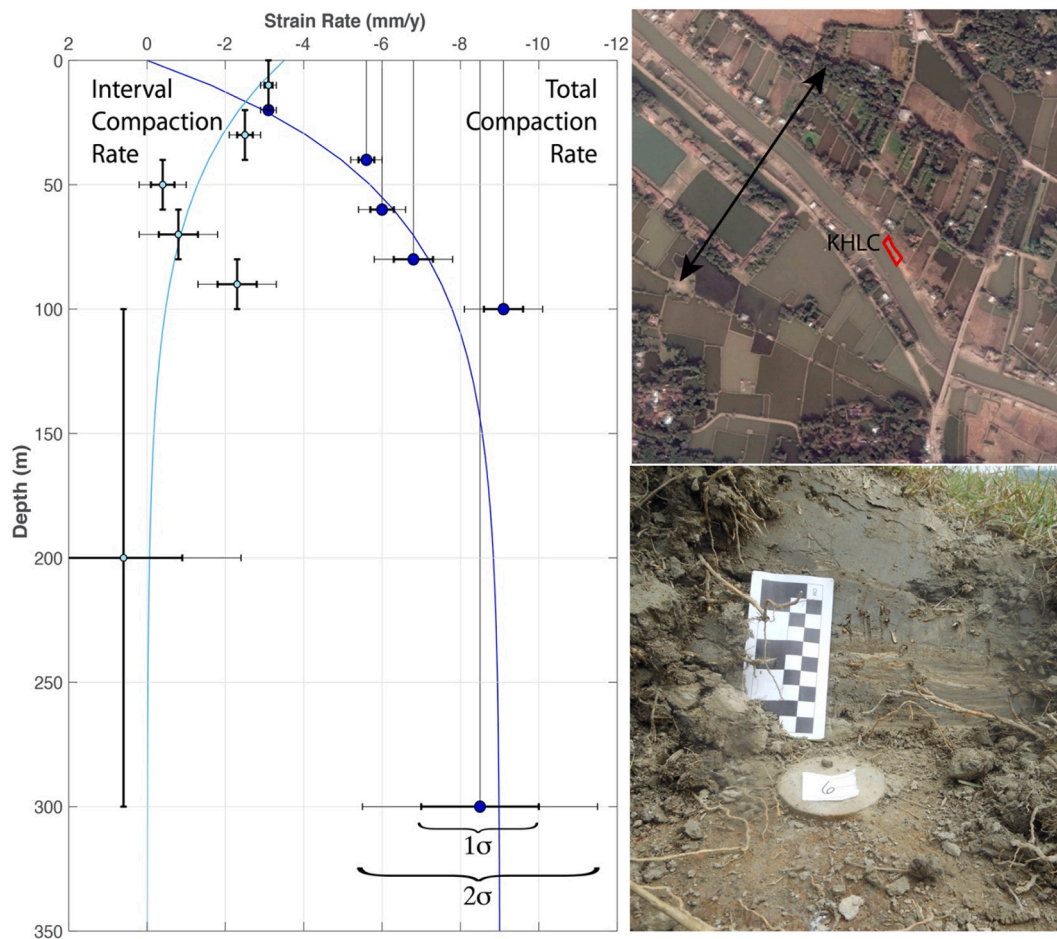 Strain Rate (mm/y)
2 0 -2 -4 -6 -8 -10 -12
0
50
100
150
200
250
300
350
Depth (m)
Interval
Compaction
Rate
Total
Compaction
Rate
1σ
2σ
KHLC
6